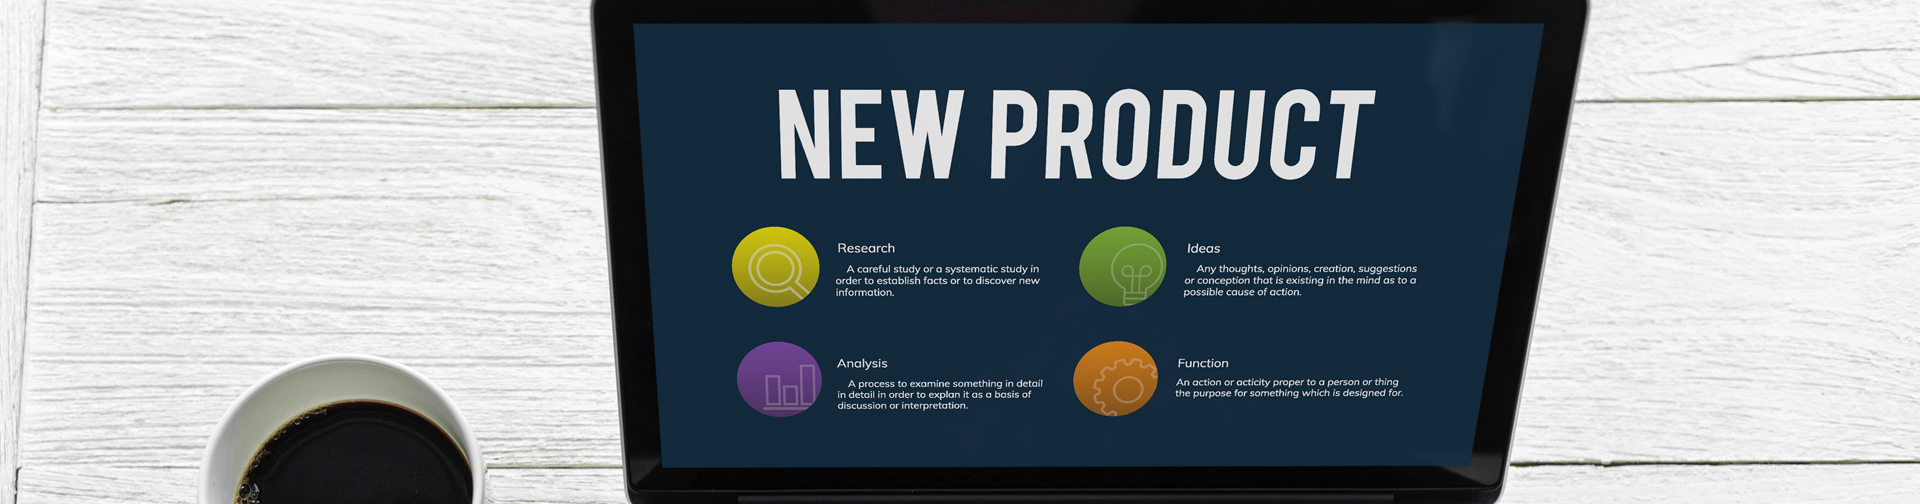 NEW PRODUCT
Research
A careful study or a systematic study in
order to establish facts or to discover new
information.
Ideas
Any thoughts, opinions, creation, suggestions
or conception that is existing in the mind as to a
possible cause of action.
Analysis
A process to examine something in detail
in detail in order to explan it as a basis of
discussion or interpretation.
Function
An action or acticity proper to a person or thing
the purpose for something which is designed for.